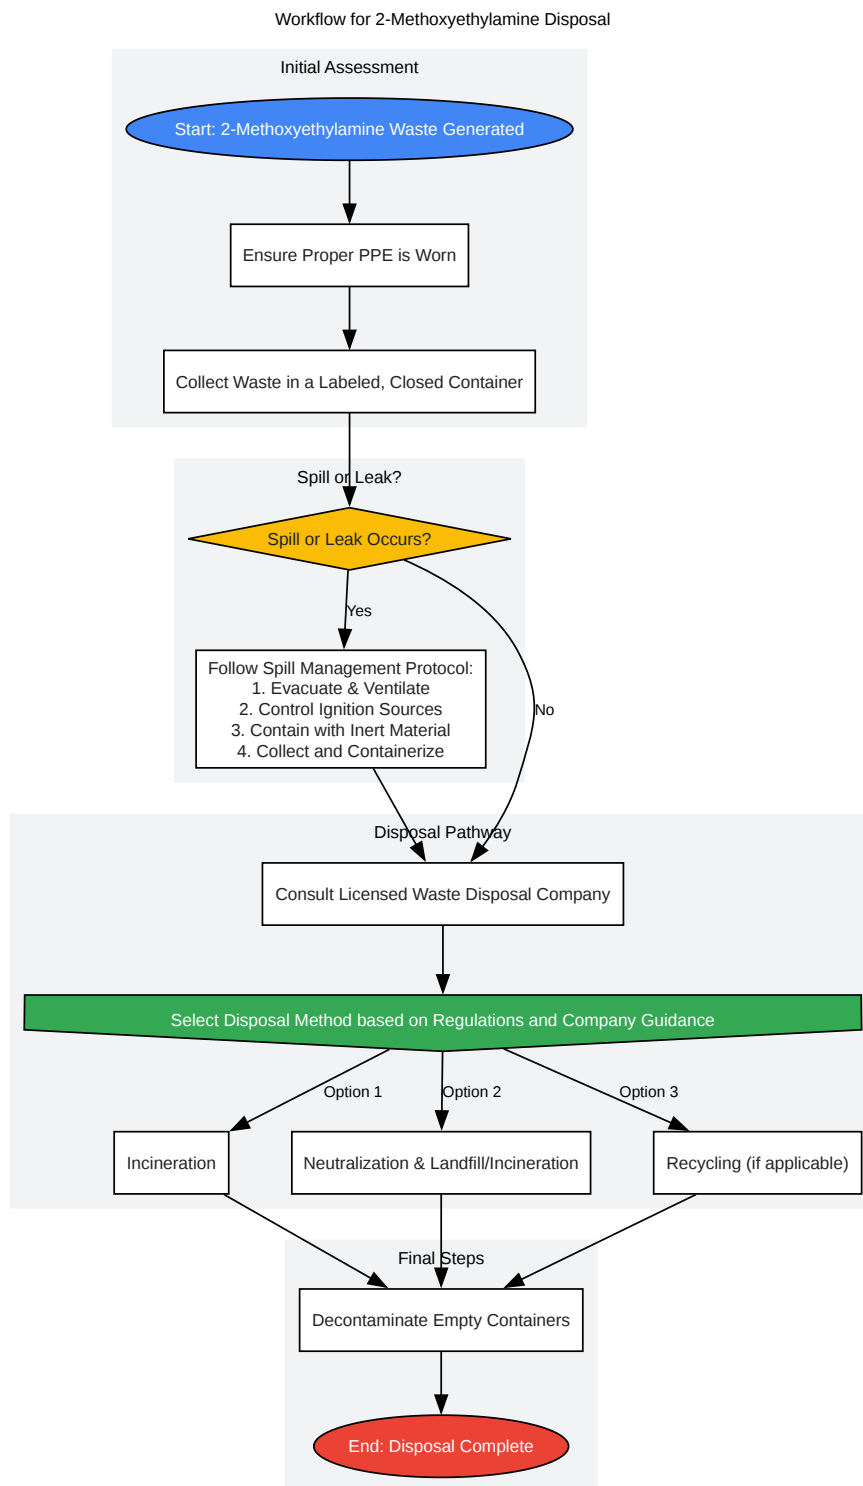 Workflow for 2-Methoxyethylamine Disposal
Initial Assessment
Start: 2-Methoxyethylamine Waste Generated
Ensure Proper PPE is Worn
Collect Waste in a Labeled, Closed Container
Spill or Leak?
Spill or Leak Occurs?
Yes
Follow Spill Management Protocol:
1. Evacuate & Ventilate
2. Control Ignition Sources
3. Contain with Inert Material
4. Collect and Containerize
No
Disposal Pathway
Consult Licensed Waste Disposal Company
Select Disposal Method based on Regulations and Company Guidance
Option 1
Option 2
Option 3
Incineration
Neutralization & Landfill/Incineration
Recycling (if applicable)
Final Steps
Decontaminate Empty Containers
End: Disposal Complete